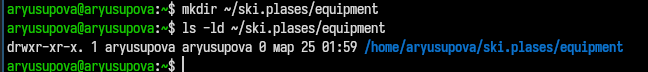 aryusupova@aryusupova:~$ mkdir ~/ski.plases/equipment
aryusupova@aryusupova:~$ ls -ld ~/ski.plases/equipment
drwxr-xr-x. 1 aryusupova aryusupova 0 мар 25 01:59 /home/aryusupova/ski.plases/equipment
aryusupova@aryusupova:~$